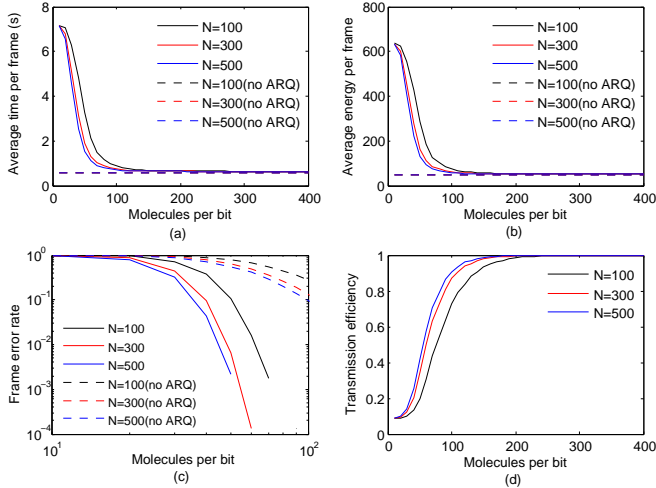 Average time per frame (s)
8
6
4
2
0
N=100
N=300
N=500
N=100(no ARQ)
N=300(no ARQ)
N=500(no ARQ)
0 100 200 300 400
Molecules per bit
(a)
Average energy per frame
800
600
400
200
0
N=100
N=300
N=500
N=100(no ARQ)
N=300(no ARQ)
N=500(no ARQ)
0 100 200 300 400
Molecules per bit
(b)
Frame error rate
10^0
10^−1
10^−2
10^−3
10^−4
N=100
N=300
N=500
N=100(no ARQ)
N=300(no ARQ)
N=500(no ARQ)
10^1 10^2
Molecules per bit
(c)
Transmission efficiency
1
0.8
0.6
0.4
0.2
0
N=100
N=300
N=500
0 100 200 300 400
Molecules per bit
(d)